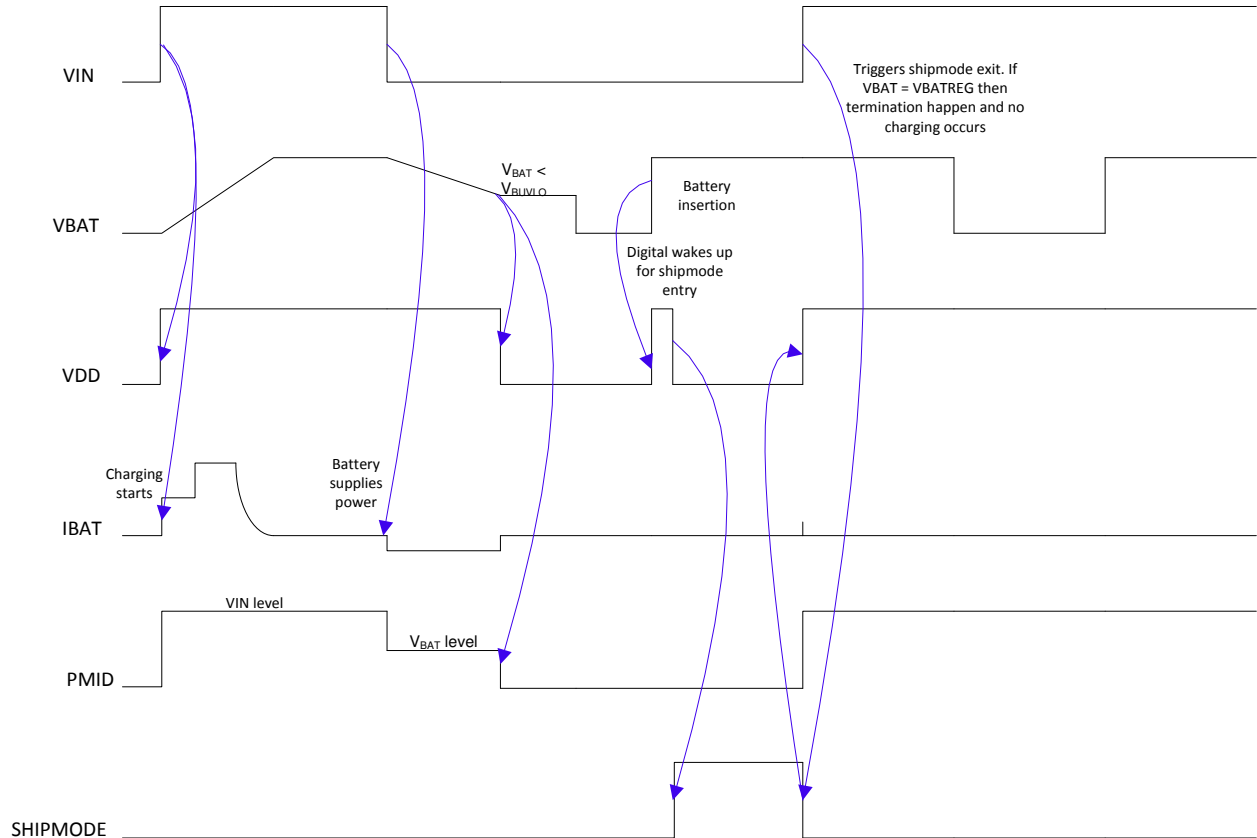 VIN
Triggers shipmode exit. If
VBAT = VBATREG then
termination happen and no
charging occurs
VBAT
VBAT <
VBUVLO
Battery
insertion
Digital wakes up
for shipmode
entry
VDD
Charging
starts
Battery
supplies
power
IBAT
VIN level
VBAT level
PMID
SHIPMODE